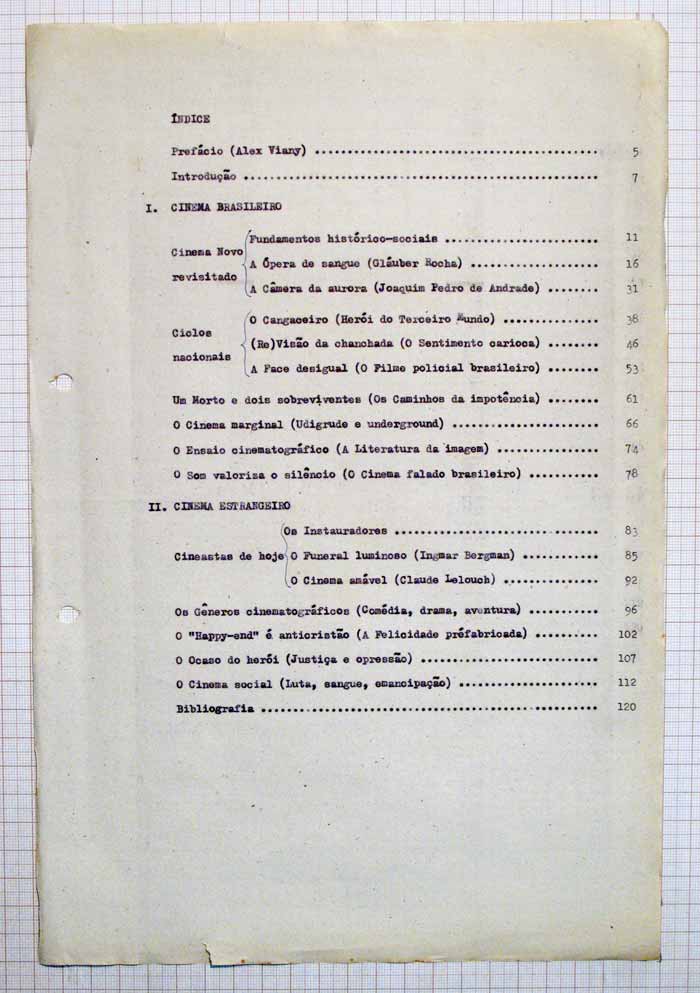 ÍNDICE
Prefácio (Alex Viany) ........................................... 5
Introdução ...................................................... 7
I. CINEMA BRASILEIRO
Cinema Novo revisitado
Fundamentos histórico-sociais ....................... 11
A Ópera de sangue (Gláuber Rocha) ................... 16
A Câmera da aurora (Joaquim Pedro de Andrade) ........ 31
Ciclos nacionais
O Cangaceiro (Herói do Terceiro Mundo) .............. 38
(Re)Visão da chanchada (O Sentimento carioca) ........ 46
A Face desigual (O Filme policial brasileiro) ........ 53
Um Morto e dois sobreviventes (Os Caminhos da impotência) ........ 61
O Cinema marginal (Udigrude e underground) ...................... 66
O Ensaio cinematográfico (A Literatura da imagem) ............... 74
O Som valoriza o silêncio (O Cinema falado brasileiro) ........... 78
II. CINEMA ESTRANGEIRO
Cineastas de hoje
Os Instauradores ............................... 83
O Funeral luminoso (Ingmar Bergman) ............ 85
O Cinema amável (Claude Lelouch) ............... 92
Os Gêneros cinematográficos (Comédia, drama, aventura) ........... 96
O "Happy-end" é anticristão (A Felicidade préfabricada) .......... 102
O Ocaso do herói (Justiça e opressão) ........................... 107
O Cinema social (Luta, sangue, emancipação) ..................... 112
Bibliografia .................................................... 120